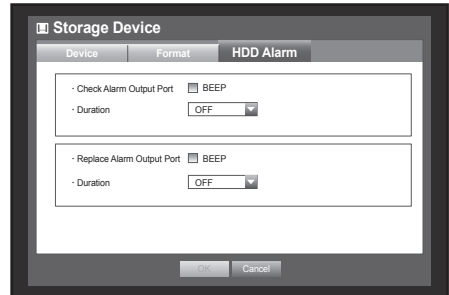 Storage Device
Device Format HDD Alarm
· Check Alarm Output Port BEEP
· Duration OFF
· Replace Alarm Output Port BEEP
· Duration OFF
OK Cancel